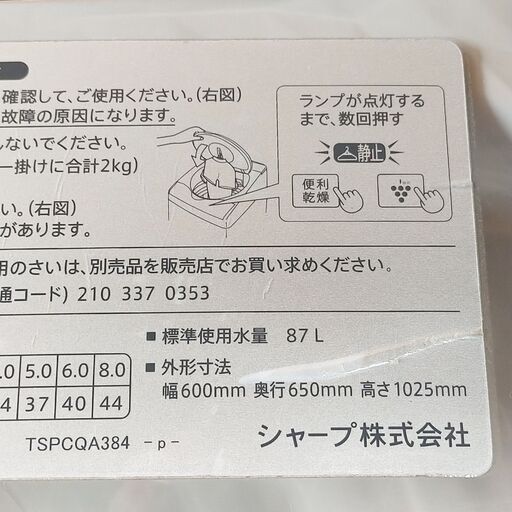 確認して、ご使用ください。(右図)
故障の原因になります。
しないでください。
ー掛けに合計2kg)
い。(右図)
があります。
ランプが点灯する
まで、数回押す
静止
便利
乾燥
用のさいは、別売品を販売店でお買い求めください。
通コード) 210 337 0353
■ 標準使用水量 87 L
■ 外形寸法
幅600mm 奥行650mm 高さ1025mm
.0 5.0 6.0 8.0
4 37 40 44
TSPCQA384 -p-
シャープ株式会社